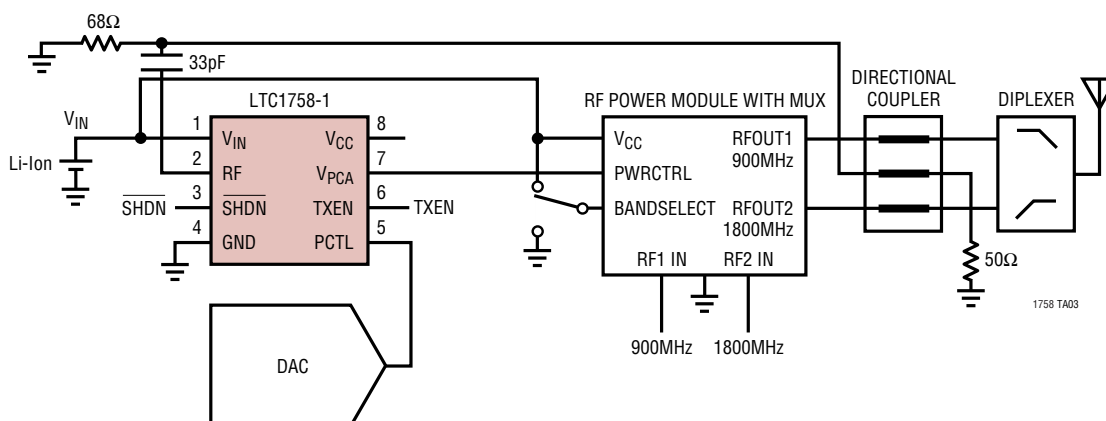 68Ω
33pF
LTC1758-1
RF POWER MODULE WITH MUX
DIRECTIONAL
COUPLER
DIPLEXER
VIN
Li-Ion
SHDN
1
2
3
4
VIN
RF
SHDN
GND
VCC
VPCA
TXEN
PCTL
8
7
6
5
TXEN
DAC
VCC
PWRCTRL
BANDSELECT
RFOUT1
900MHz
RFOUT2
1800MHz
RF1 IN
RF2 IN
900MHz
1800MHz
50Ω
1758 TA03